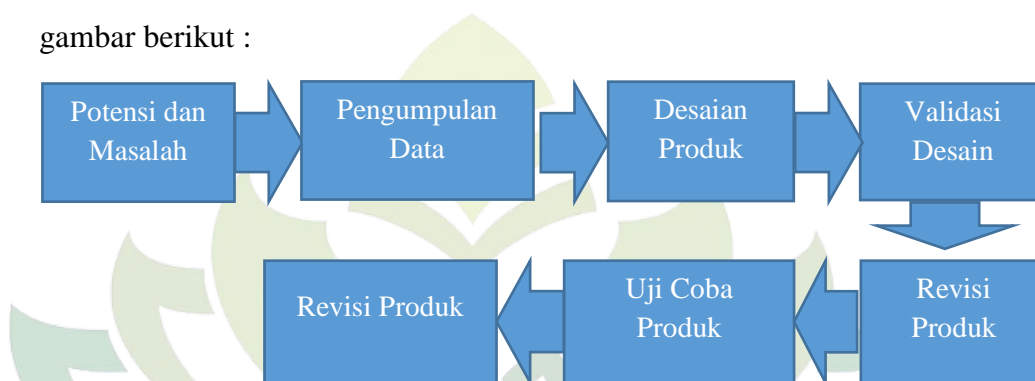 gambar berikut :
Potensi dan
Masalah
Pengumpulan
Data
Desaian
Produk
Validasi
Desain
Revisi
Produk
Uji Coba
Produk
Revisi Produk